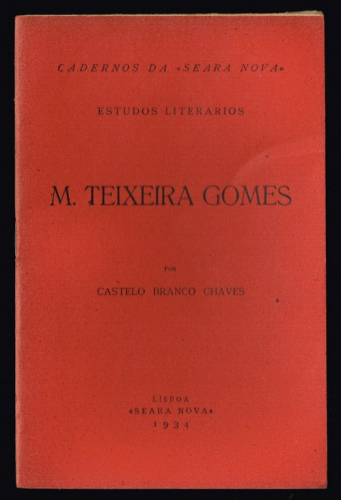 CADERNOS DA «SEARA NOVA»
ESTUDOS LITERARIOS
M. TEIXEIRA GOMES
POR
CASTELO BRANCO CHAVES
LISBOA
«SEARA NOVA»
1934